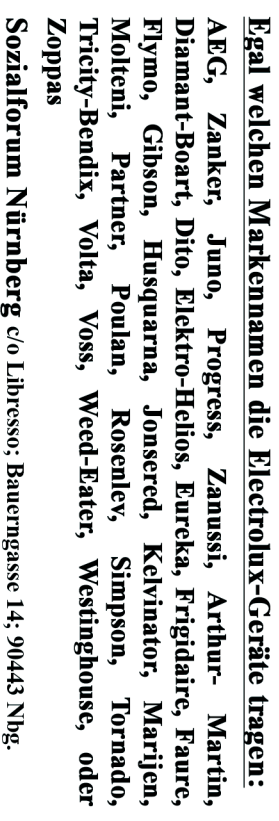 Egal welchen Markennamen die Electrolux-Geräte tragen:
AEG, Zanker, Juno, Progress, Zanussi, Arthur- Martin,
Diamant-Boart, Dito, Elektro-Helios, Eureka, Frigidaire, Faure,
Flymo, Gibson, Husquarna, Jonsered, Kelvinator, Marijen,
Molteni, Partner, Poulan, Rosenlev, Simpson, Tornado,
Tricity-Bendix, Volta, Voss, Weed-Eater, Westinghouse, oder
Zoppas
Sozialforum Nürnberg c/o Libresso; Bauerngasse 14; 90443 Nbg.